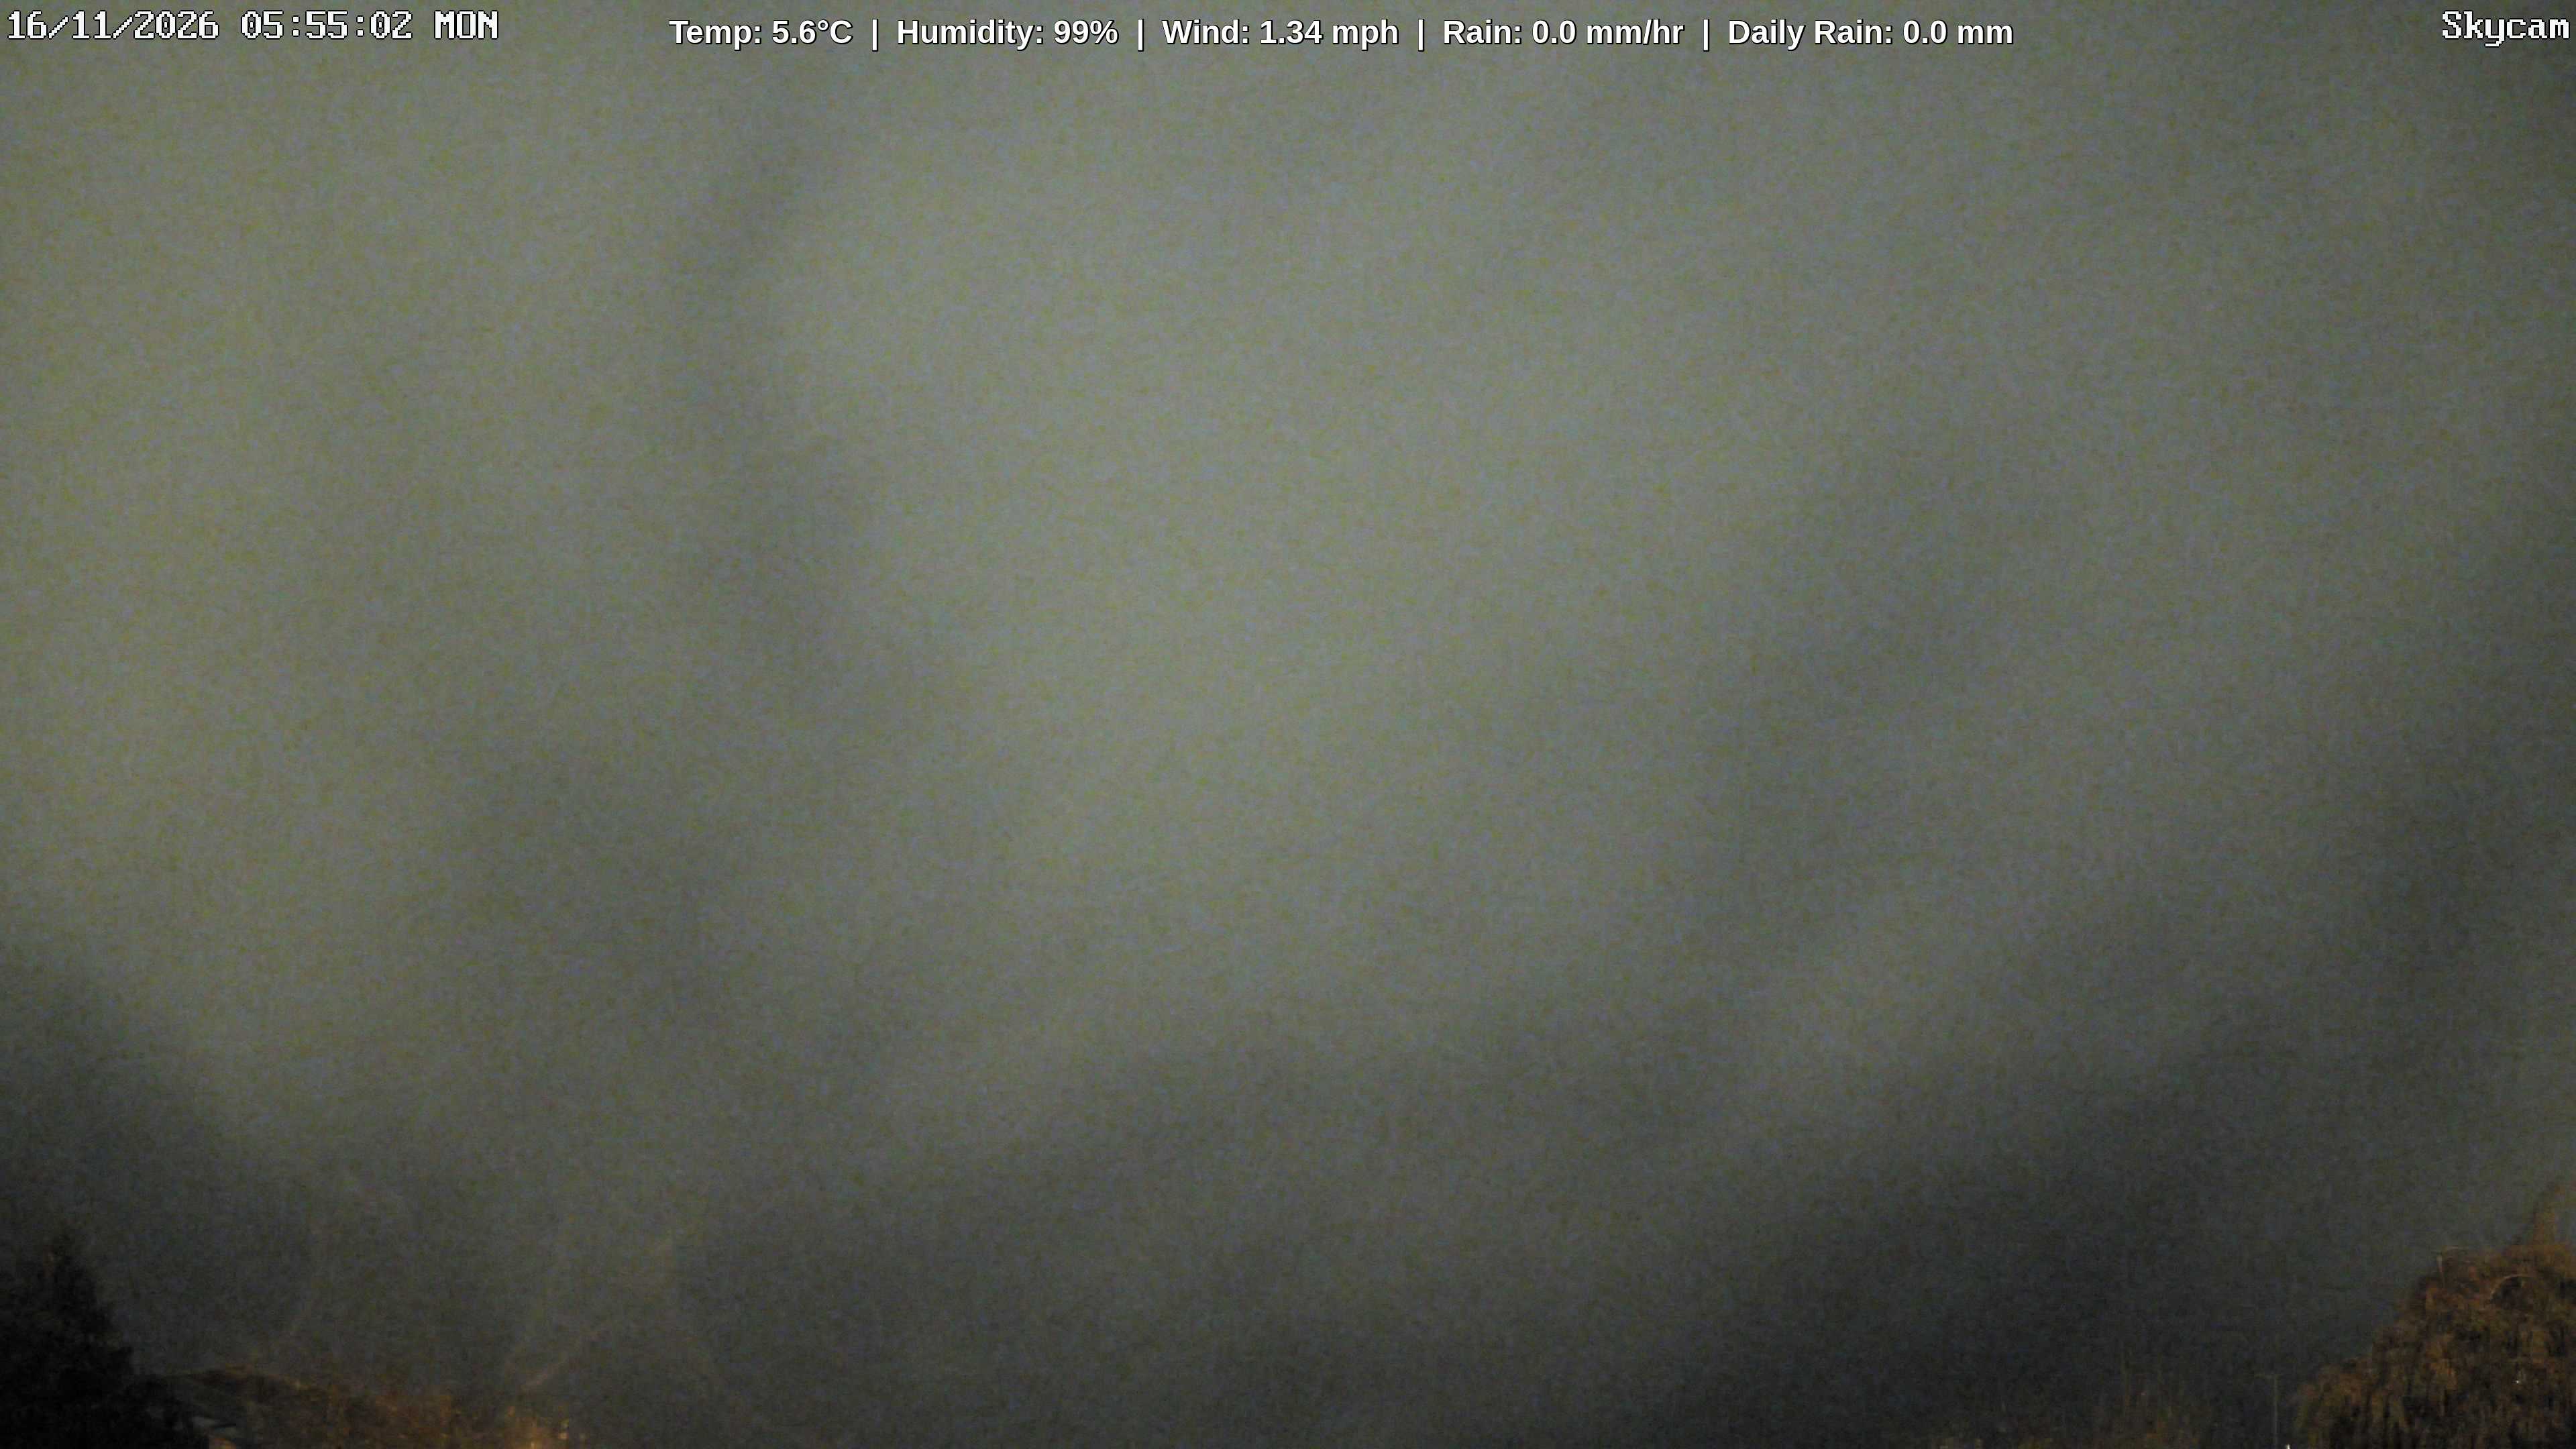 16/11/2026 05:55:02 MON
Temp: 5.6°C | Humidity: 99% | Wind: 1.34 mph | Rain: 0.0 mm/hr | Daily Rain: 0.0 mm
Skycam